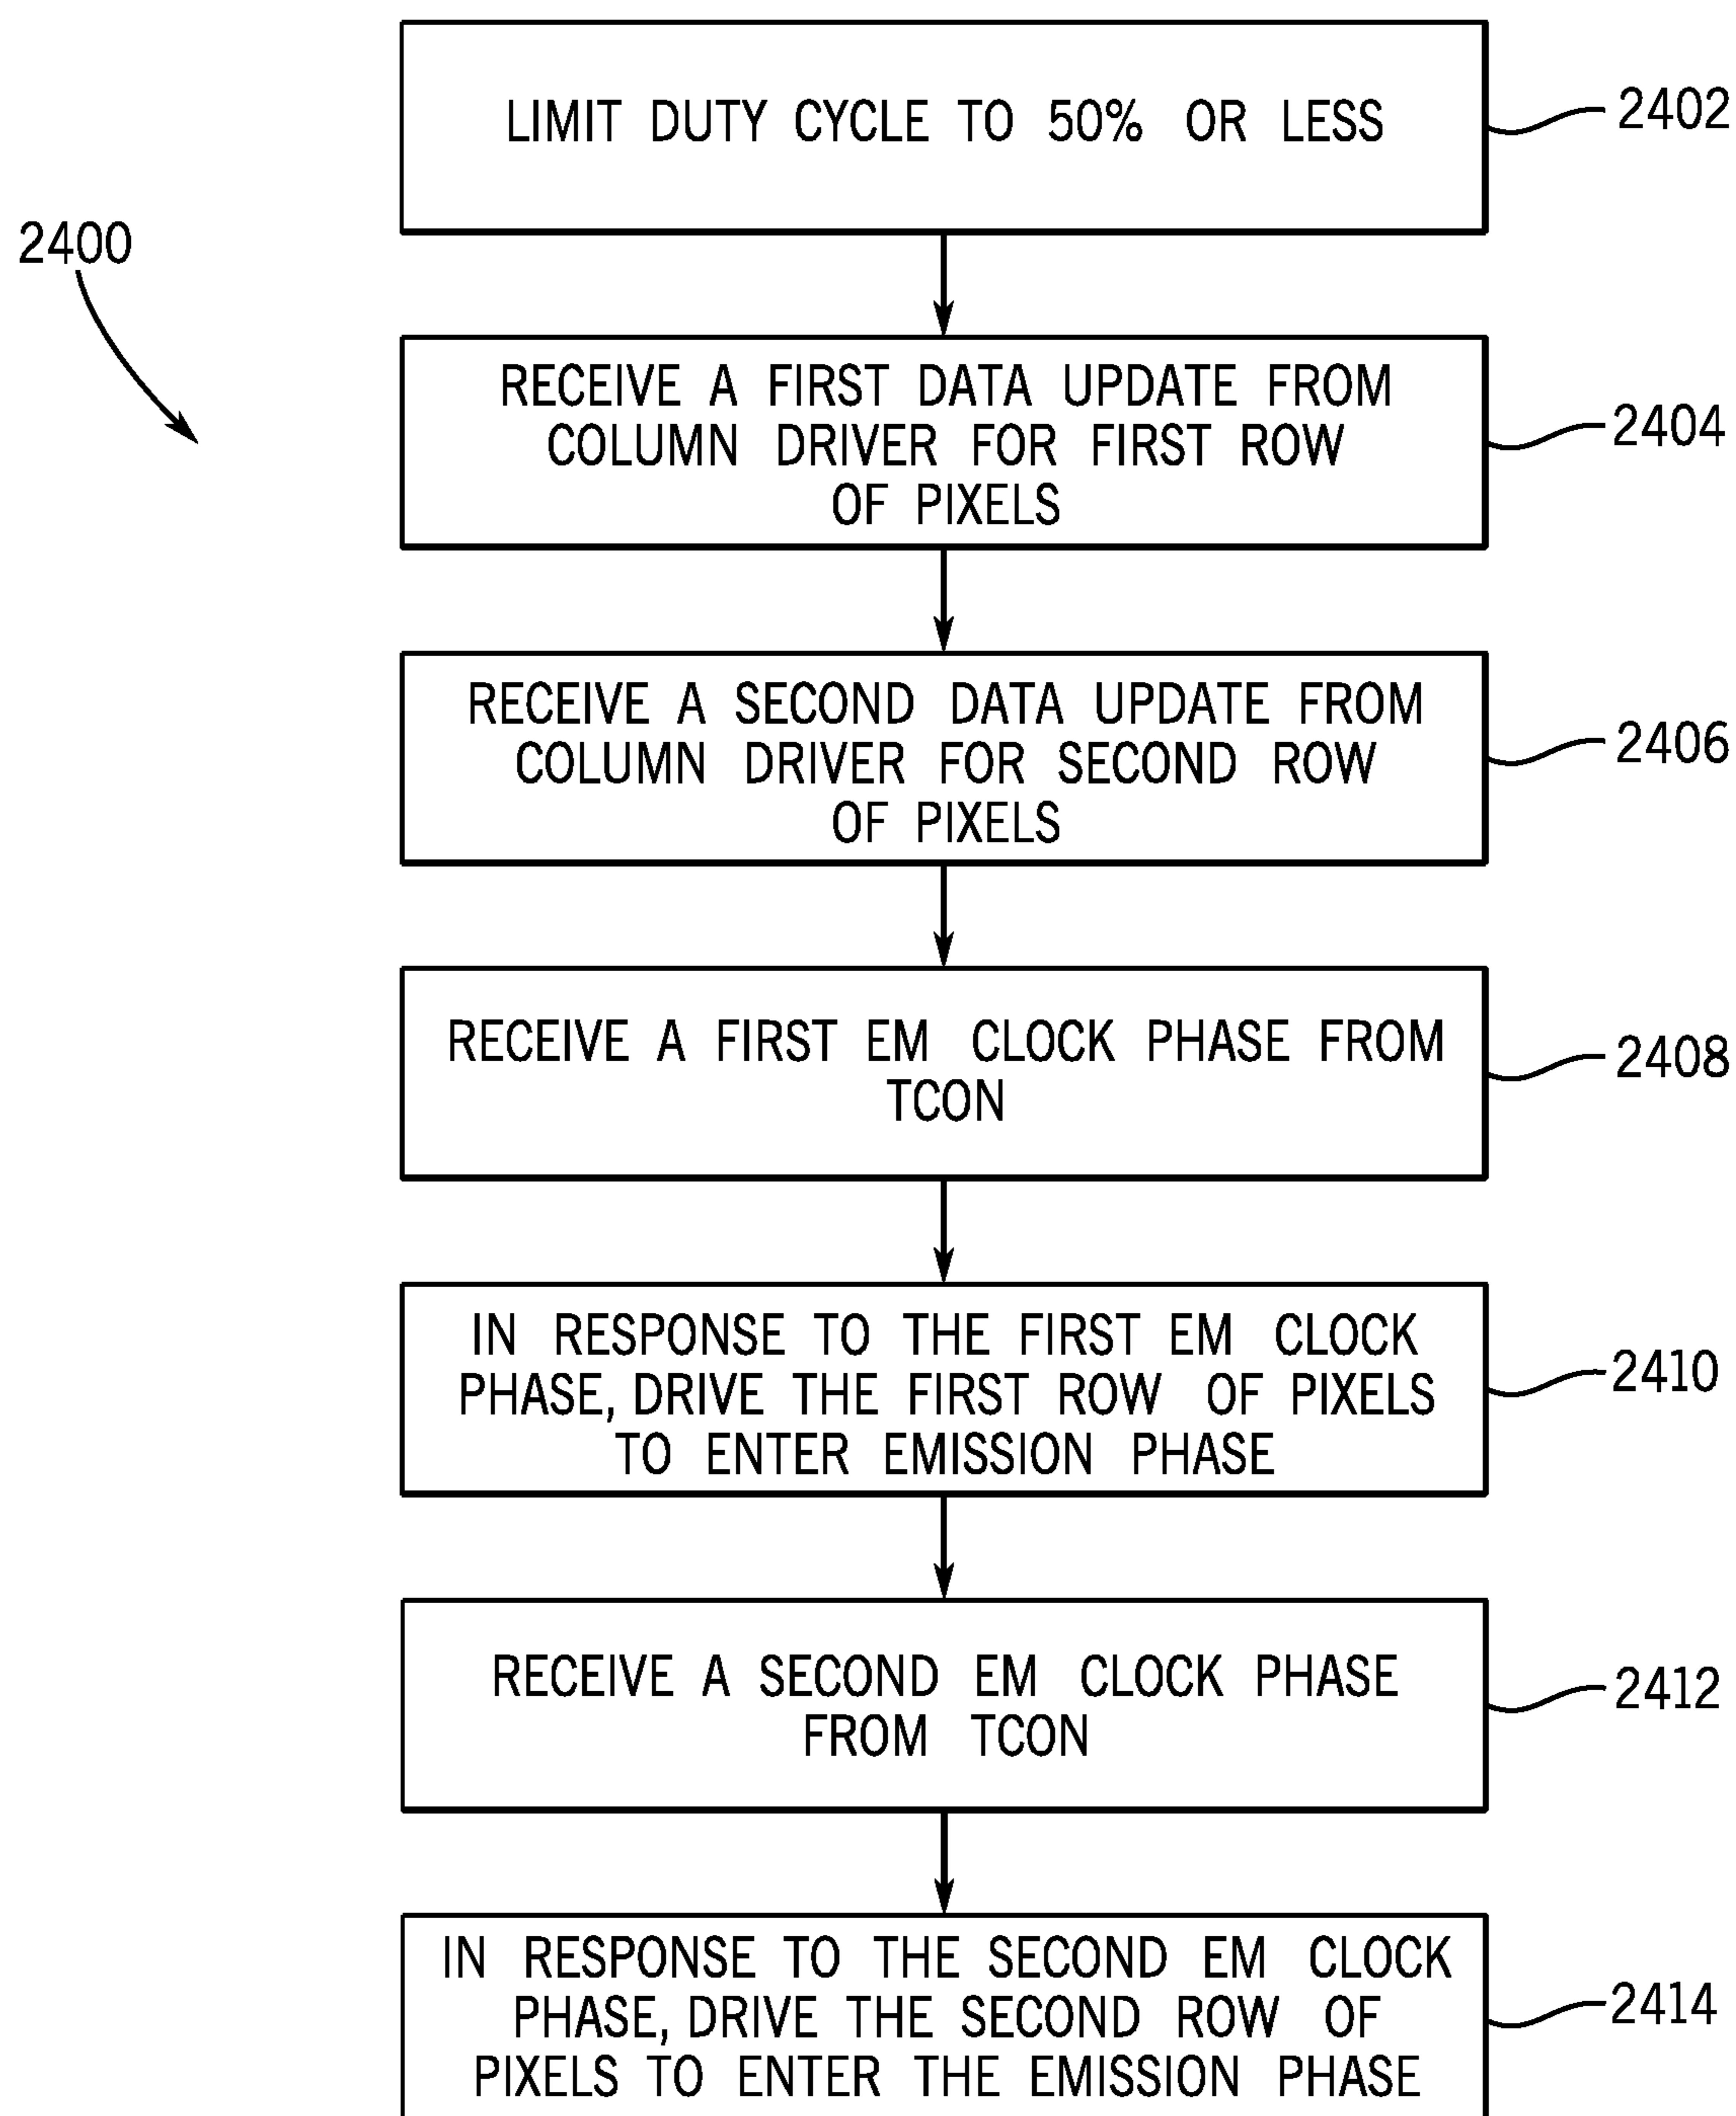 LIMIT DUTY CYCLE TO 50% OR LESS
2402
2400
RECEIVE A FIRST DATA UPDATE FROM
COLUMN DRIVER FOR FIRST ROW
OF PIXELS
2404
RECEIVE A SECOND DATA UPDATE FROM
COLUMN DRIVER FOR SECOND ROW
OF PIXELS
2406
RECEIVE A FIRST EM CLOCK PHASE FROM
TCON
2408
IN RESPONSE TO THE FIRST EM CLOCK
PHASE, DRIVE THE FIRST ROW OF PIXELS
TO ENTER EMISSION PHASE
2410
RECEIVE A SECOND EM CLOCK PHASE
FROM TCON
2412
IN RESPONSE TO THE SECOND EM CLOCK
PHASE, DRIVE THE SECOND ROW OF
PIXELS TO ENTER THE EMISSION PHASE
2414